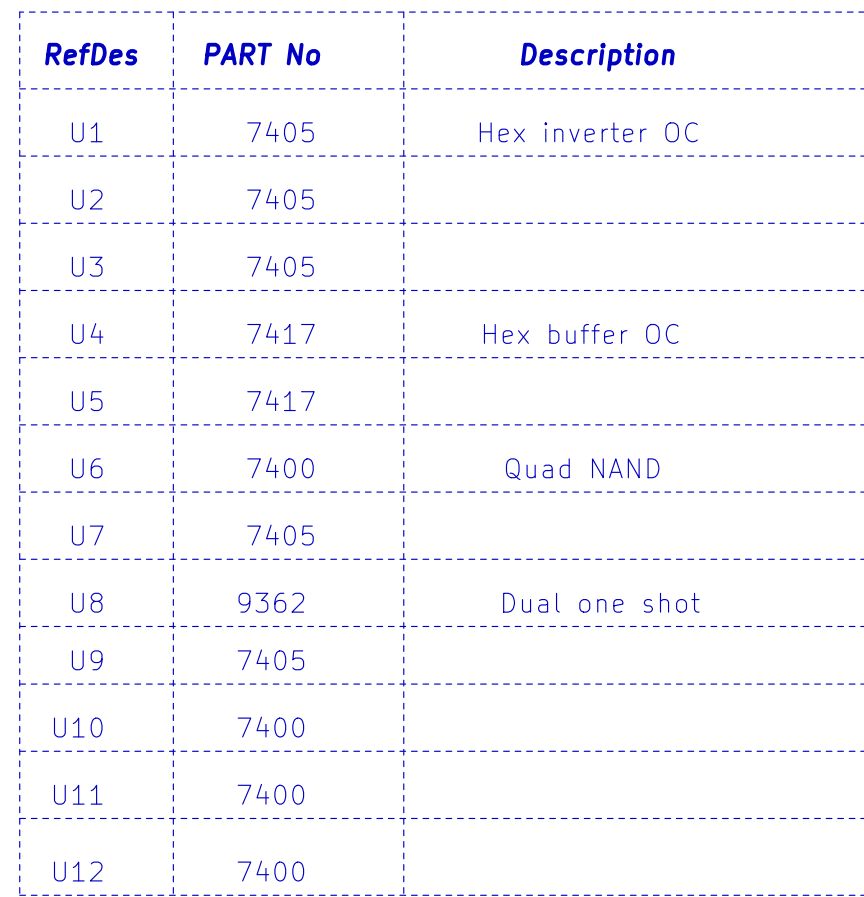 RefDes PART No Description
U1 7405 Hex inverter OC
U2 7405
U3 7405
U4 7417 Hex buffer OC
U5 7417
U6 7400 Quad NAND
U7 7405
U8 9362 Dual one shot
U9 7405
U10 7400
U11 7400
U12 7400